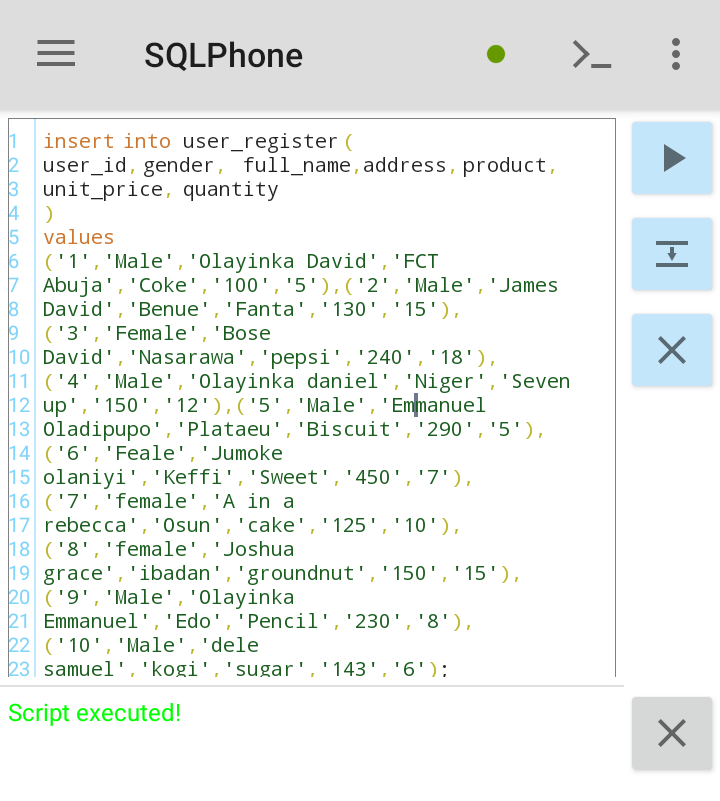 SQLPhone
1 insert into user_register(
2 user_id, gender, full_name,address, product,
3 unit_price, quantity
4 )
5 values
6 ('1','Male','Olayinka David','FCT
7 Abuja','Coke','100','5'),('2','Male','James
8 David','Benue','Fanta','130','15'),
9 ('3','Female','Bose
10 David','Nasarawa','pepsi','240','18'),
11 ('4','Male','Olayinka daniel','Niger','Seven
12 up','150','12'),('5','Male','Emmanuel
13 Oladipupo','Plataeu','Biscuit','290','5'),
14 ('6','Feale','Jumoke
15 olaniyi','Keffi','Sweet','450','7'),
16 ('7','female','A in a
17 rebecca','Osun','cake','125','10'),
18 ('8','female','Joshua
19 grace','ibadan','groundnut','150','15'),
20 ('9','Male','Olayinka
21 Emmanuel','Edo','Pencil','230','8'),
22 ('10','Male','dele
23 samuel','kogi','sugar','143','6');
Script executed!